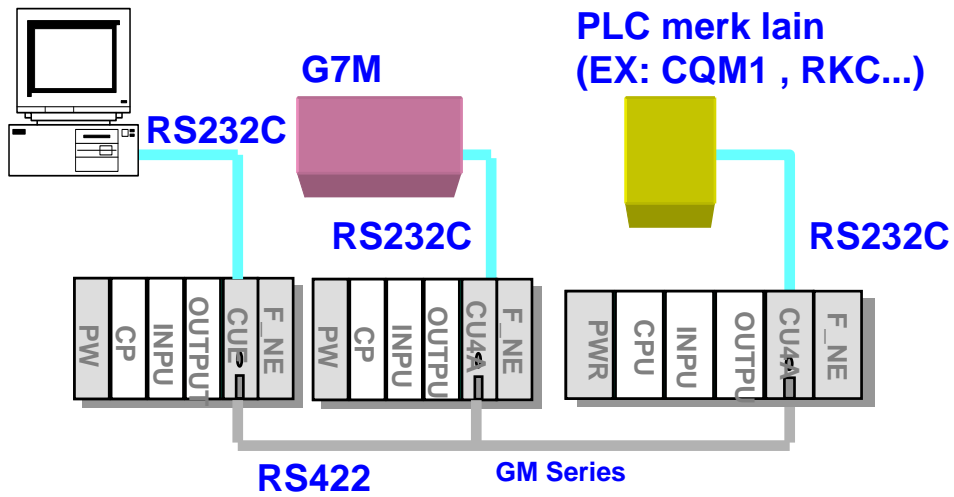 PLC merk lain
(EX: CQM1 , RKC...)
G7M
RS232C
RS232C
RS232C
PW
CP
INPU
OUTPUT
CUE
F_NE
PW
CP
INPU
OUTPU
CU4A
F_NE
PWR
CPU
INPU
OUTPU
CU4A
F_NE
RS422
GM Series